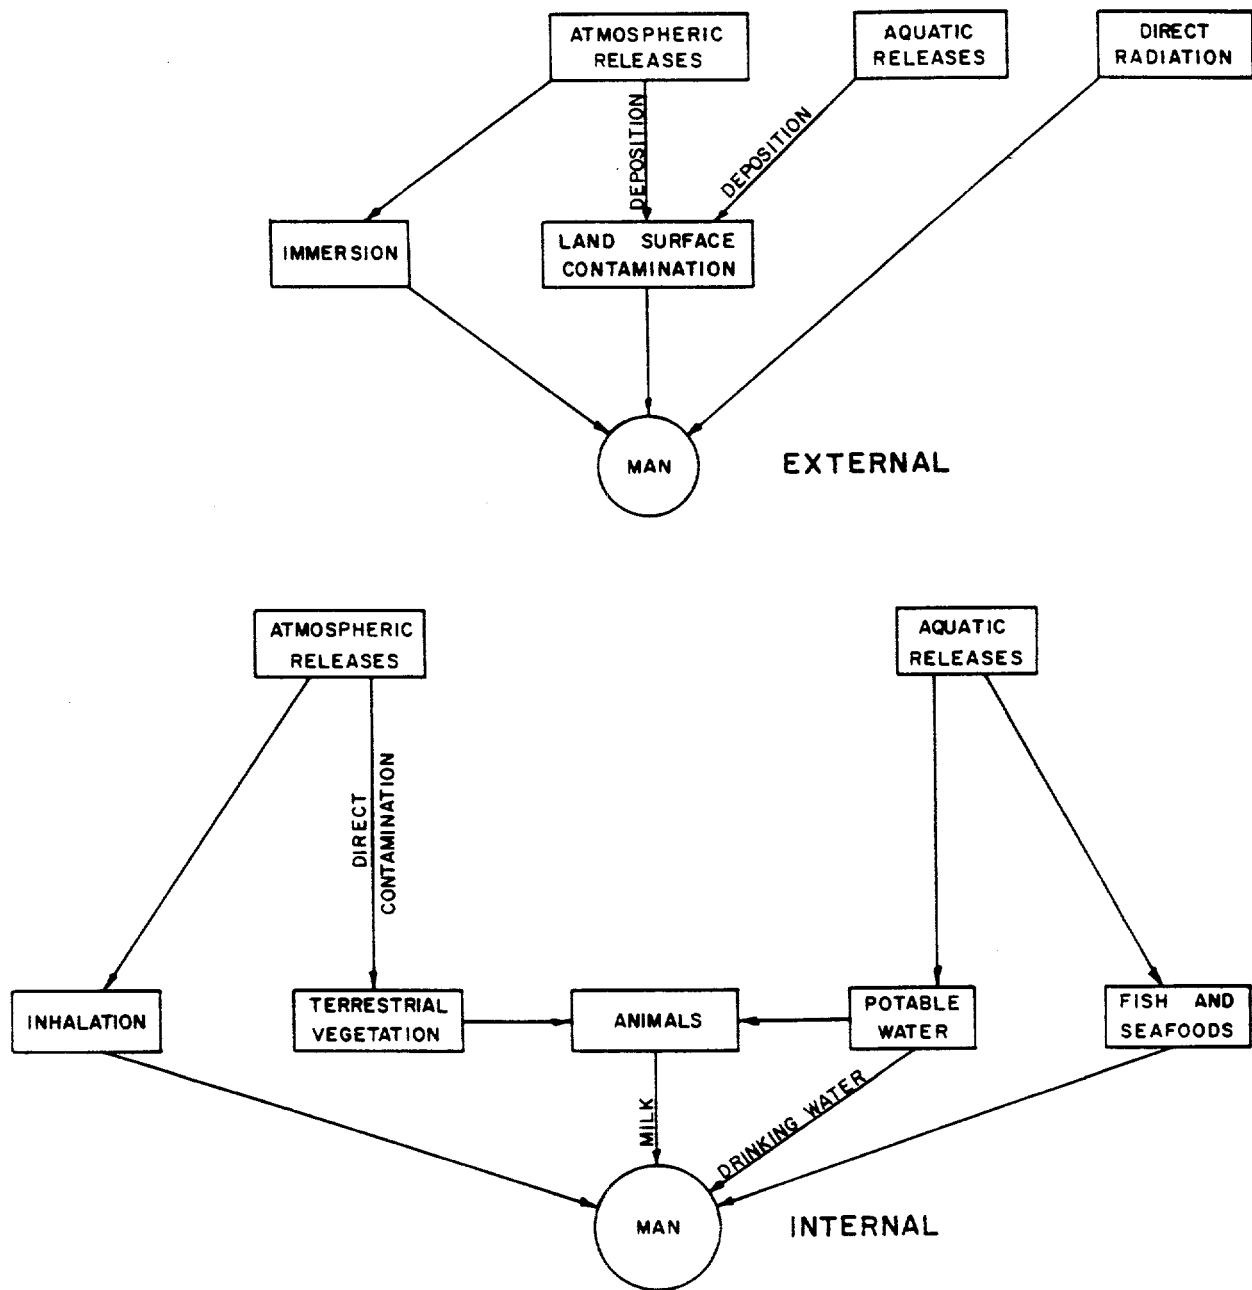 ATMOSPHERIC
RELEASES
AQUATIC
RELEASES
DIRECT
RADIATION
DEPOSITION
DEPOSITION
IMMERSION
LAND SURFACE
CONTAMINATION
MAN
EXTERNAL
ATMOSPHERIC
RELEASES
AQUATIC
RELEASES
DIRECT
CONTAMINATION
INHALATION
TERRESTRIAL
VEGETATION
ANIMALS
POTABLE
WATER
FISH AND
SEAFOODS
MILK
DRINKING WATER
MAN
INTERNAL